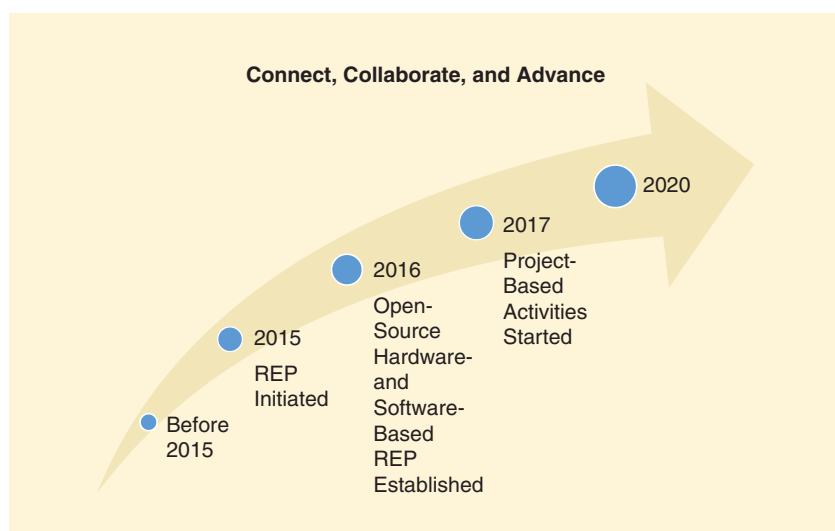 Connect, Collaborate, and Advance
Before
2015
2015
REP
Initiated
2016
Open-
Source
Hardware-
and
Software-
Based
REP
Established
2017
Project-
Based
Activities
Started
2020